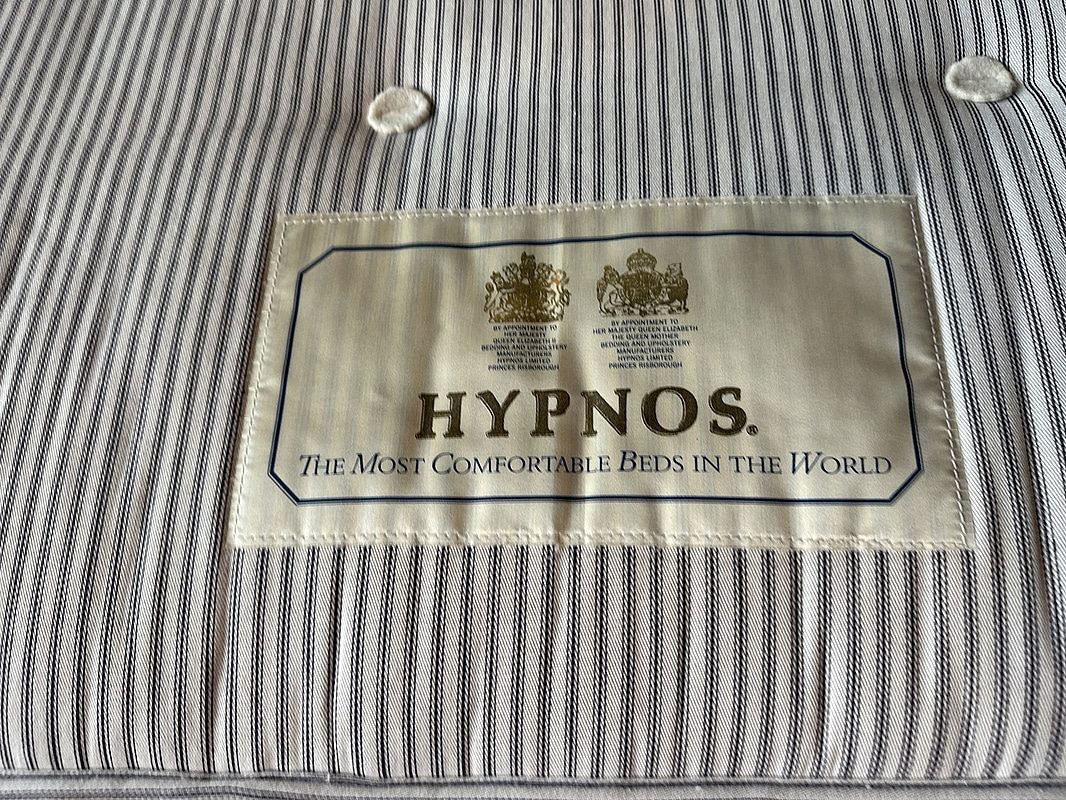 BY APPOINTMENT TO
HER MAJESTY
QUEEN ELIZABETH II
BEDDING AND UPHOLSTERY
MANUFACTURERS
HYPNOS LIMITED
PRINCES RISBOROUGH
BY APPOINTMENT TO
HER MAJESTY QUEEN ELIZABETH
THE QUEEN MOTHER
BEDDING AND UPHOLSTERY
MANUFACTURERS
HYPNOS LIMITED
PRINCES RISBOROUGH
HYPNOS®
THE MOST COMFORTABLE BEDS IN THE WORLD